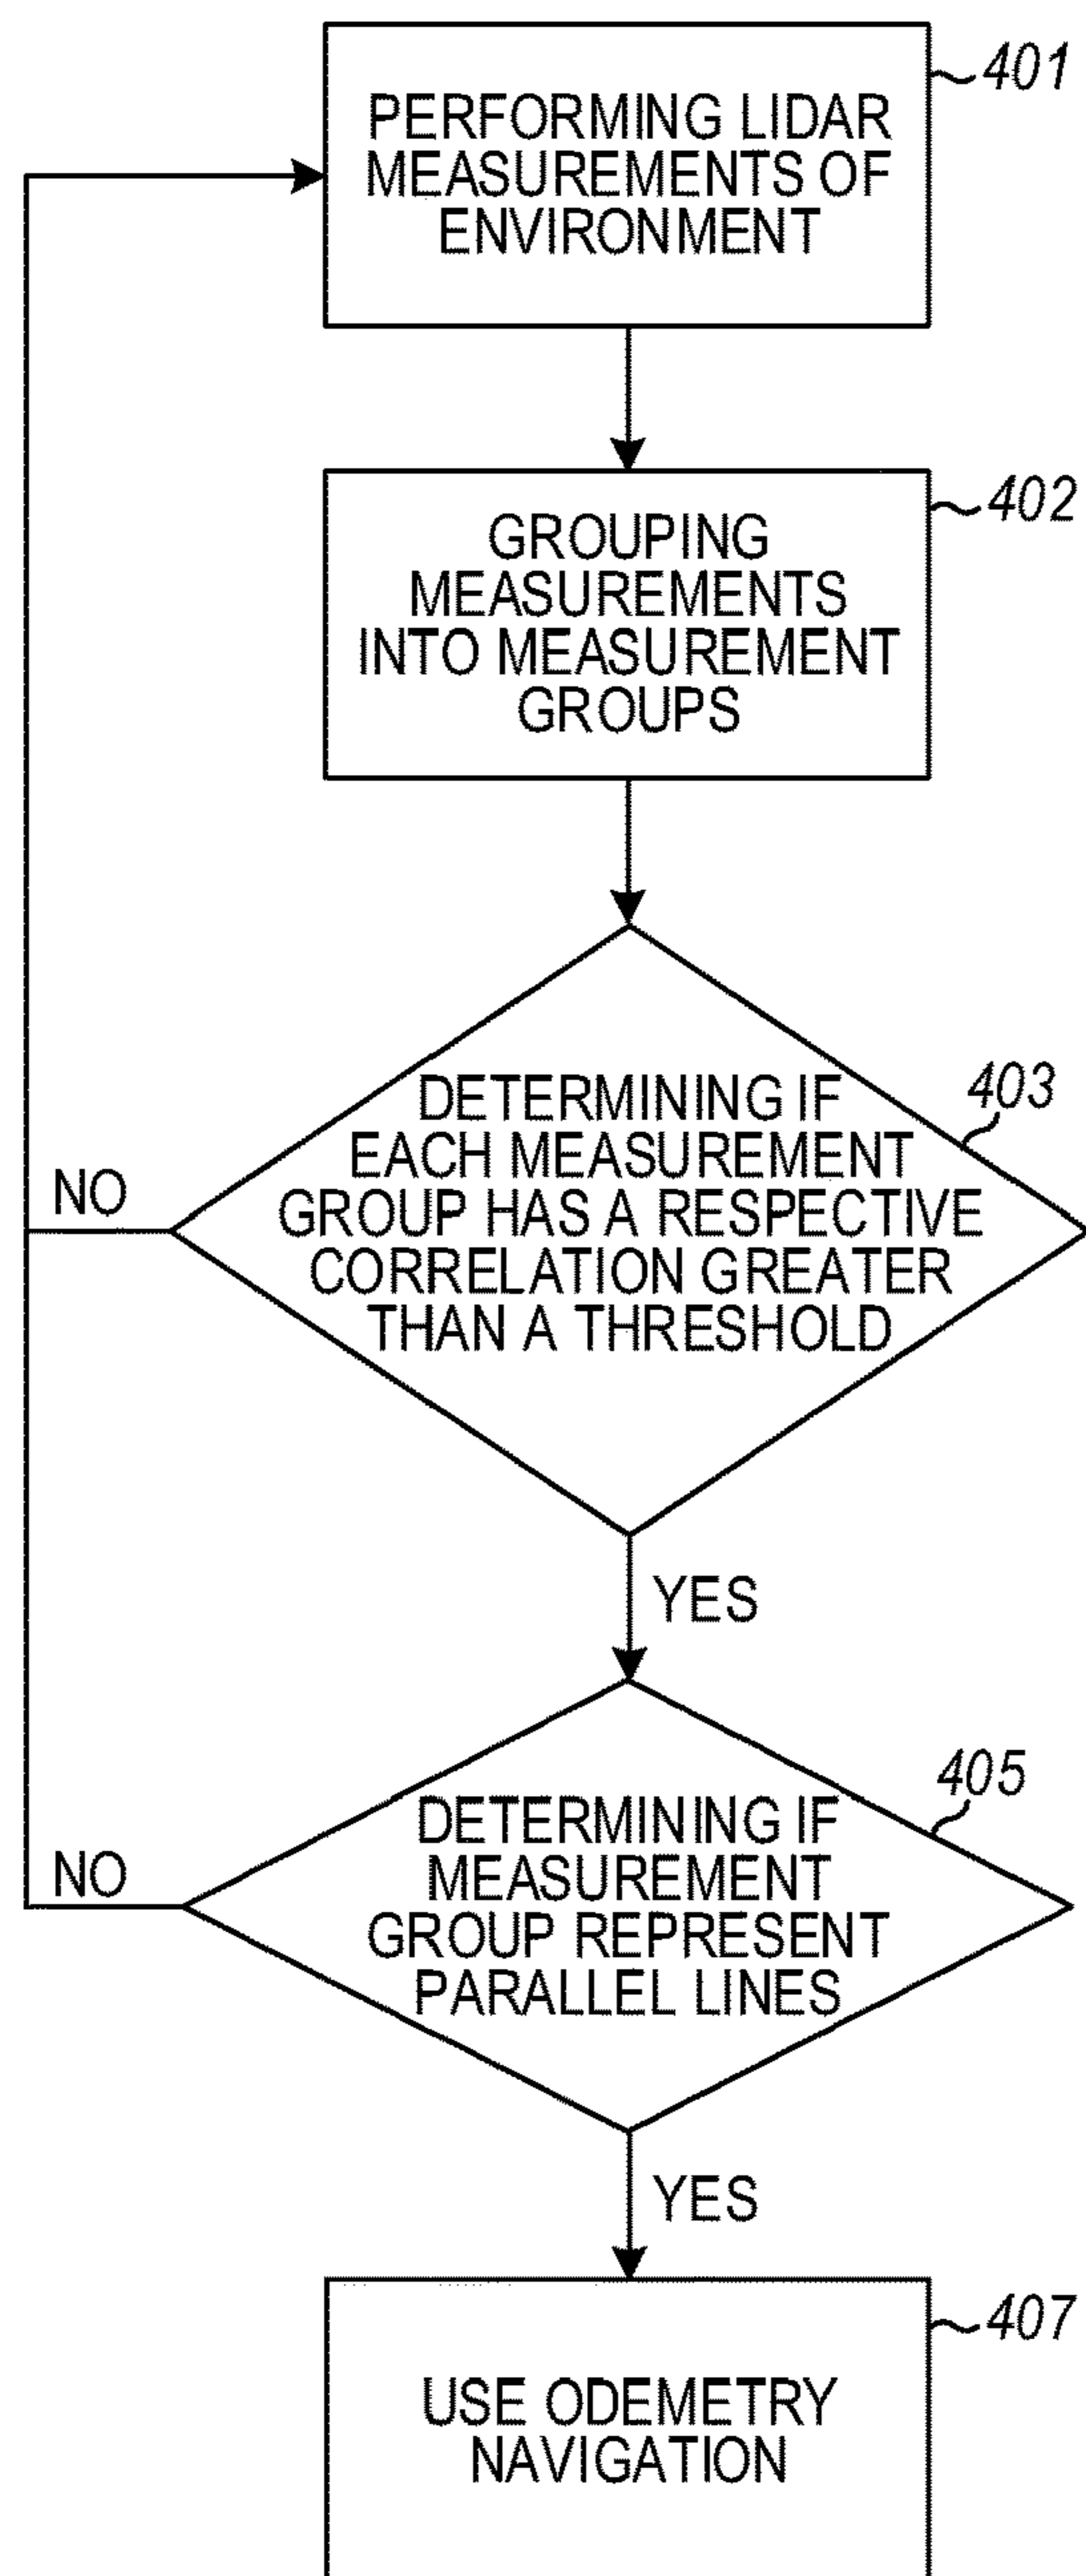 401
PERFORMING LIDAR
MEASUREMENTS OF
ENVIRONMENT
402
GROUPING
MEASUREMENTS
INTO MEASUREMENT
GROUPS
403
DETERMINING IF
EACH MEASUREMENT
GROUP HAS A RESPECTIVE
CORRELATION GREATER
THAN A THRESHOLD
NO
YES
405
DETERMINING IF
MEASUREMENT
GROUP REPRESENT
PARALLEL LINES
NO
YES
407
USE ODEMETRY
NAVIGATION